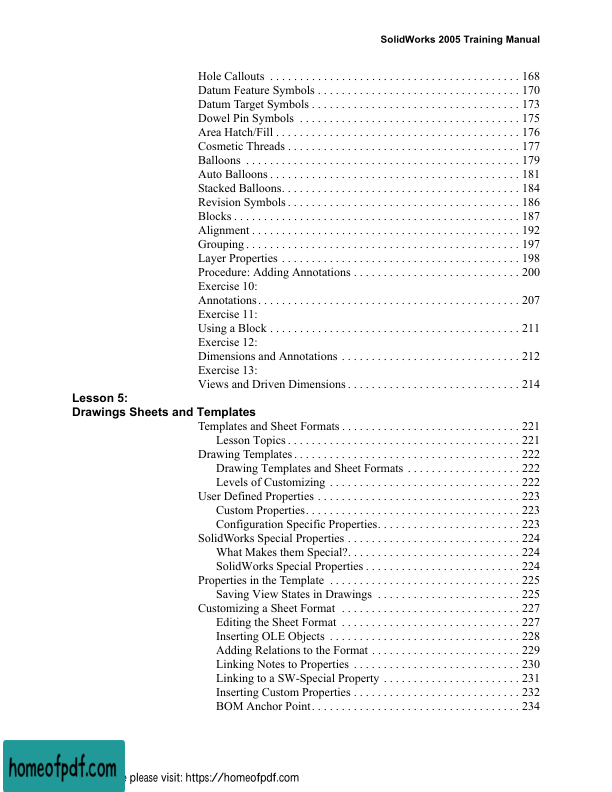 SolidWorks 2005 Training Manual
Hole Callouts . . . . . . . . . . . . . . . . . . . . . . . . . . . . . . . . . . . . . . . . . . 168
Datum Feature Symbols . . . . . . . . . . . . . . . . . . . . . . . . . . . . . . . . . . 170
Datum Target Symbols . . . . . . . . . . . . . . . . . . . . . . . . . . . . . . . . . . . 173
Dowel Pin Symbols . . . . . . . . . . . . . . . . . . . . . . . . . . . . . . . . . . . . . 175
Area Hatch/Fill . . . . . . . . . . . . . . . . . . . . . . . . . . . . . . . . . . . . . . . . . 176
Cosmetic Threads . . . . . . . . . . . . . . . . . . . . . . . . . . . . . . . . . . . . . . . 177
Balloons . . . . . . . . . . . . . . . . . . . . . . . . . . . . . . . . . . . . . . . . . . . . . . 179
Auto Balloons . . . . . . . . . . . . . . . . . . . . . . . . . . . . . . . . . . . . . . . . . . 181
Stacked Balloons. . . . . . . . . . . . . . . . . . . . . . . . . . . . . . . . . . . . . . . . 184
Revision Symbols . . . . . . . . . . . . . . . . . . . . . . . . . . . . . . . . . . . . . . . 186
Blocks . . . . . . . . . . . . . . . . . . . . . . . . . . . . . . . . . . . . . . . . . . . . . . . . 187
Alignment . . . . . . . . . . . . . . . . . . . . . . . . . . . . . . . . . . . . . . . . . . . . . 192
Grouping . . . . . . . . . . . . . . . . . . . . . . . . . . . . . . . . . . . . . . . . . . . . . . 197
Layer Properties . . . . . . . . . . . . . . . . . . . . . . . . . . . . . . . . . . . . . . . . 198
Procedure: Adding Annotations . . . . . . . . . . . . . . . . . . . . . . . . . . . . 200
Exercise 10:
Annotations . . . . . . . . . . . . . . . . . . . . . . . . . . . . . . . . . . . . . . . . . . . . 207
Exercise 11:
Using a Block . . . . . . . . . . . . . . . . . . . . . . . . . . . . . . . . . . . . . . . . . . 211
Exercise 12:
Dimensions and Annotations . . . . . . . . . . . . . . . . . . . . . . . . . . . . . . 212
Exercise 13:
Views and Driven Dimensions . . . . . . . . . . . . . . . . . . . . . . . . . . . . . 214
Lesson 5:
Drawings Sheets and Templates
Templates and Sheet Formats . . . . . . . . . . . . . . . . . . . . . . . . . . . . . . 221
Lesson Topics . . . . . . . . . . . . . . . . . . . . . . . . . . . . . . . . . . . . . . . 221
Drawing Templates . . . . . . . . . . . . . . . . . . . . . . . . . . . . . . . . . . . . . . 222
Drawing Templates and Sheet Formats . . . . . . . . . . . . . . . . . . . 222
Levels of Customizing . . . . . . . . . . . . . . . . . . . . . . . . . . . . . . . . 222
User Defined Properties . . . . . . . . . . . . . . . . . . . . . . . . . . . . . . . . . . 223
Custom Properties. . . . . . . . . . . . . . . . . . . . . . . . . . . . . . . . . . . . 223
Configuration Specific Properties. . . . . . . . . . . . . . . . . . . . . . . . 223
SolidWorks Special Properties . . . . . . . . . . . . . . . . . . . . . . . . . . . . . 224
What Makes them Special?. . . . . . . . . . . . . . . . . . . . . . . . . . . . . 224
SolidWorks Special Properties . . . . . . . . . . . . . . . . . . . . . . . . . . 224
Properties in the Template . . . . . . . . . . . . . . . . . . . . . . . . . . . . . . . . 225
Saving View States in Drawings . . . . . . . . . . . . . . . . . . . . . . . . 225
Customizing a Sheet Format . . . . . . . . . . . . . . . . . . . . . . . . . . . . . . 227
Editing the Sheet Format . . . . . . . . . . . . . . . . . . . . . . . . . . . . . . 227
Inserting OLE Objects . . . . . . . . . . . . . . . . . . . . . . . . . . . . . . . . 228
Adding Relations to the Format . . . . . . . . . . . . . . . . . . . . . . . . . 229
Linking Notes to Properties . . . . . . . . . . . . . . . . . . . . . . . . . . . . 230
Linking to a SW-Special Property . . . . . . . . . . . . . . . . . . . . . . . 231
Inserting Custom Properties . . . . . . . . . . . . . . . . . . . . . . . . . . . . 232
BOM Anchor Point . . . . . . . . . . . . . . . . . . . . . . . . . . . . . . . . . . . 234
homeofpdf.com
please visit: https://homeofpdf.com